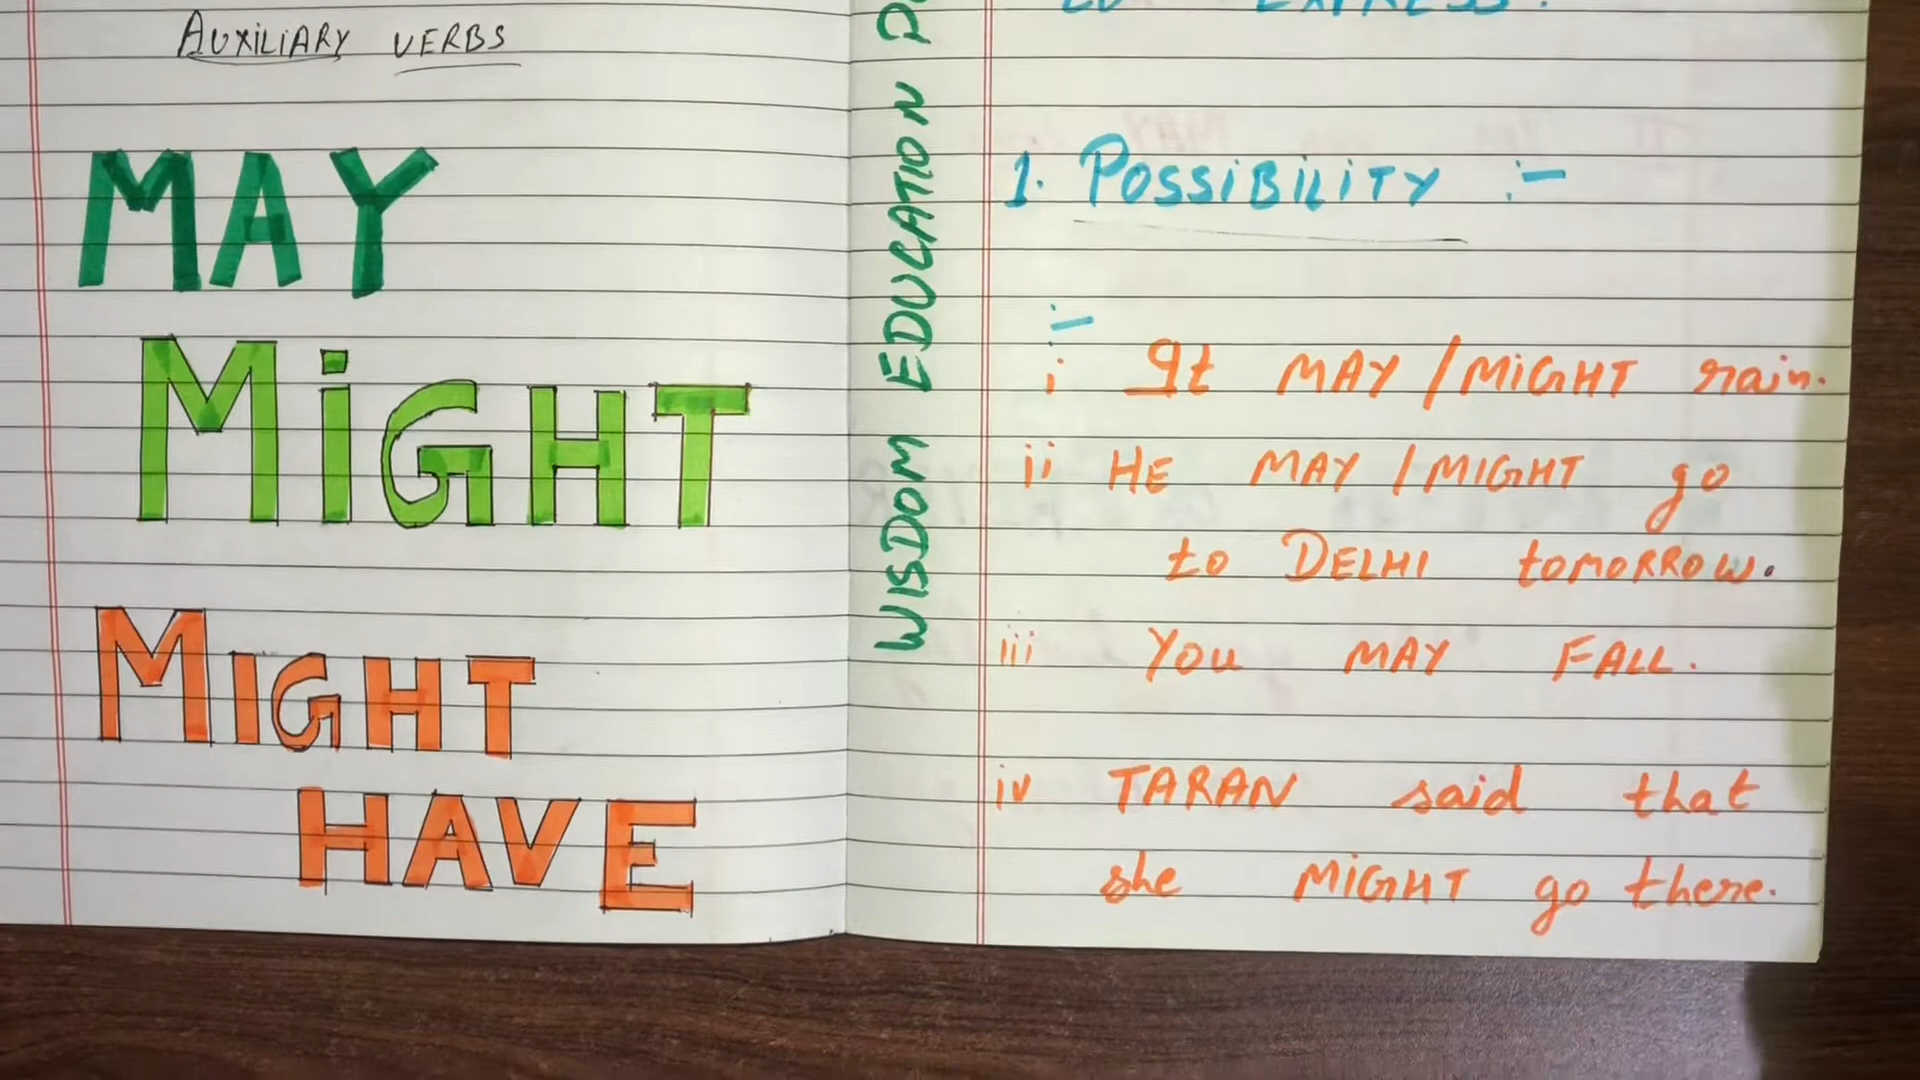 AUXILIARY VERBS
MAY
MiGHT
MIGHT
HAVE
WISDOM EDUCATION
EXPRESS :
1. POSSiBiLiTY :-
i It MAY / MiGHT rain.
ii HE MAY / MIGHT go
to DELHI tomorrow.
iii You MAY FALL.
iv TARAN said that
she MiGHT go there.